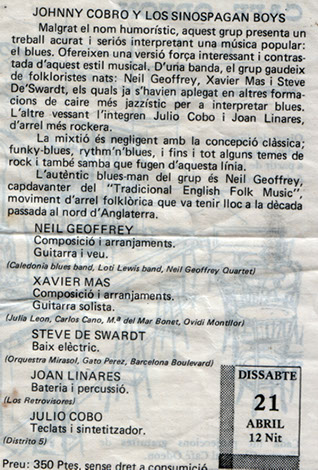 JOHNNY COBRO Y LOS SINOSPAGAN BOYS
Malgrat el nom humorístic, aquest grup presenta un
treball acurat i seriós interpretant una música popular:
el blues. Ofereixen una versió força interessant i contras-
tada d'aquest estil musical. D'una banda, el grup gaudeix
de folkloristes nats: Neil Geoffrey, Xavier Mas i Steve
De'Swardt, els quals ja s'havien aplegat en altres forma-
cions de caire més jazzístic per a interpretar blues.
L'altre vessant l'integren Julio Cobo i Joan Linares,
d'arrel més rockera.
La mixtió és negligent amb la concepció clàssica;
funky-blues, rythm'n'blues, i fins i tot alguns temes de
rock i també samba que fugen d'aquesta línia.
L'autèntic blues-man del grup és Neil Geoffrey,
capdavanter del "Tradicional English Folk Music",
moviment d'arrel folklòrica que va tenir lloc a la dècada
passada al nord d'Anglaterra.
NEIL GEOFFREY
Composició i arranjaments.
Guitarra i veu.
(Caledonia blues band, Loti Lewis band, Neil Geoffrey Quartet)
XAVIER MAS
Composició i arranjaments.
Guitarra solista.
(Julia Leon, Carlos Cano, M.ª del Mar Bonet, Ovidi Montllor)
STEVE DE SWARDT
Baix elèctric.
(Orquestra Mirasol, Gato Perez, Barcelona Boulevard)
JOAN LINARES
Bateria i percussió.
(Los Retrovisores)
JULIO COBO
Teclats i sintetitzador.
(Distrito 5)
DISSABTE
21
ABRIL
12 Nit
Preu: 350 Ptes. sense dret a consumició